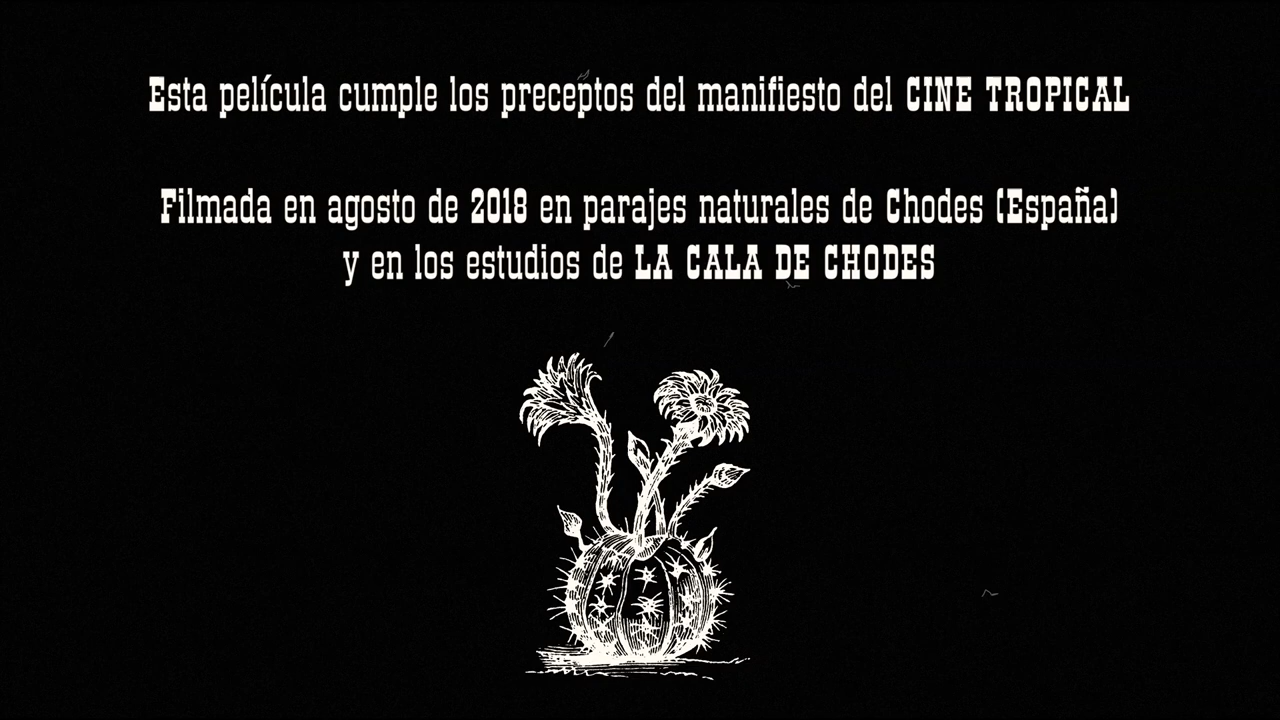 Esta película cumple los preceptos del manifiesto del CINE TROPICAL
Filmada en agosto de 2018 en parajes naturales de Chodes (España)
y en los estudios de LA CALA DE CHODES